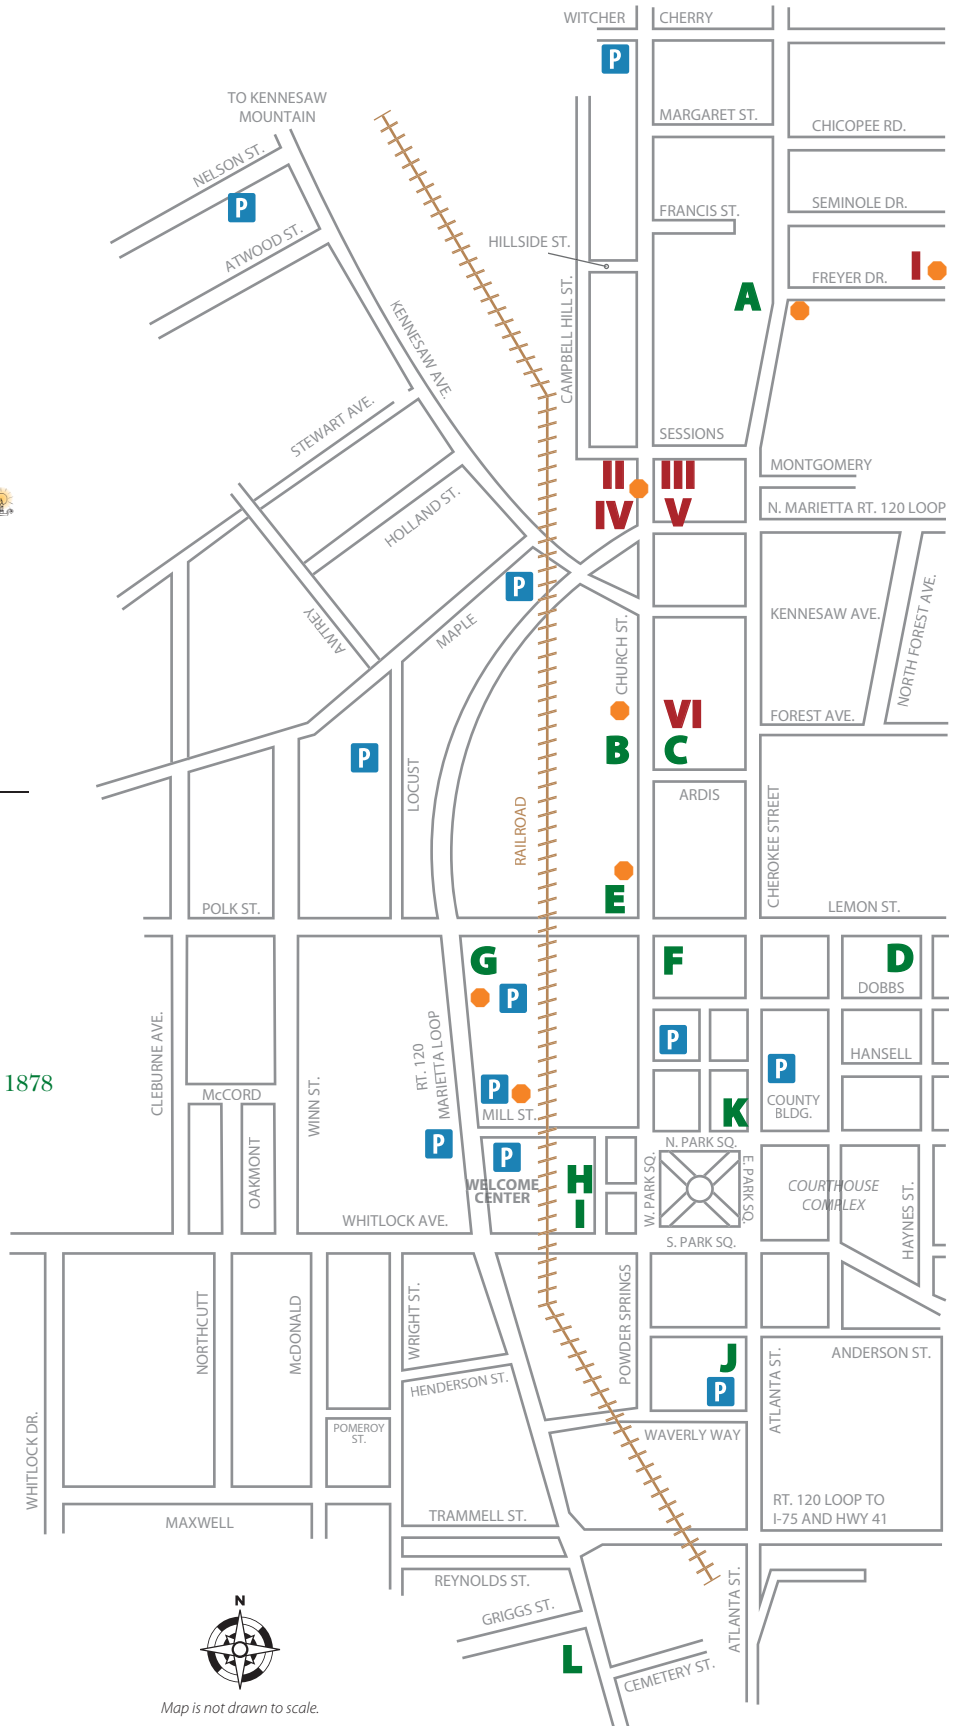 WITCHER
CHERRY
P
TO KENNESAW
MOUNTAIN
MARGARET ST.
CHICOPEE RD.
NELSON ST.
P
ATWOOD ST.
FRANCIS ST.
SEMINOLE DR.
HILLSIDE ST.
FREYER DR.
I
A
KENNESAW AVE.
CAMPBELL HILL ST.
STEWART AVE.
SESSIONS
MONTGOMERY
II
III
IV
V
N. MARIETTA RT. 120 LOOP
HOLLAND ST.
P
AWTREY
MAPLE
CHURCH ST.
KENNESAW AVE.
NORTH FOREST AVE.
VI
FOREST AVE.
B
C
P
LOCUST
RAILROAD
ARDIS
CHEROKEE STREET
E
POLK ST.
LEMON ST.
G
F
D
DOBBS
P
CLEBURNE AVE.
RT. 120
MARIETTA LOOP
P
HANSELL
P
1878
McCORD
WINN ST.
P
MILL ST.
K
COUNTY
BLDG.
OAKMONT
P
P
WELCOME
CENTER
H
I
N. PARK SQ.
W. PARK SQ.
E. PARK SQ.
S. PARK SQ.
COURTHOUSE
COMPLEX
HAYNES ST.
WHITLOCK AVE.
NORTHCUTT
McDONALD
WRIGHT ST.
POWDER SPRINGS
J
P
ATLANTA ST.
ANDERSON ST.
HENDERSON ST.
POMEROY
ST.
WAVERLY WAY
WHITLOCK DR.
MAXWELL
TRAMMELL ST.
RT. 120 LOOP TO
I-75 AND HWY 41
REYNOLDS ST.
ATLANTA ST.
GRIGGS ST.
L
CEMETERY ST.
N
Map is not drawn to scale.